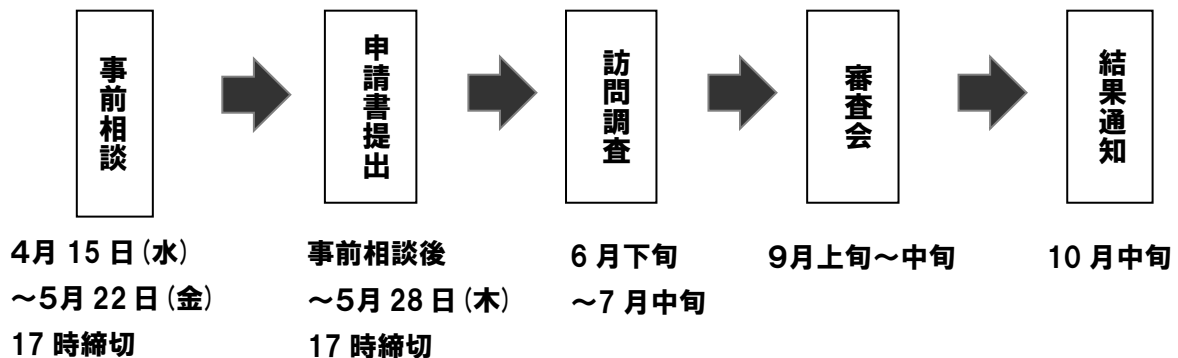 事前相談
申請書提出
訪問調査
審査会
結果通知
4月 15 日(水)
～5月 22 日(金)
17 時締切
事前相談後
～5月 28 日(木)
17 時締切
6 月下旬
～7 月中旬
9月上旬～中旬
10 月中旬